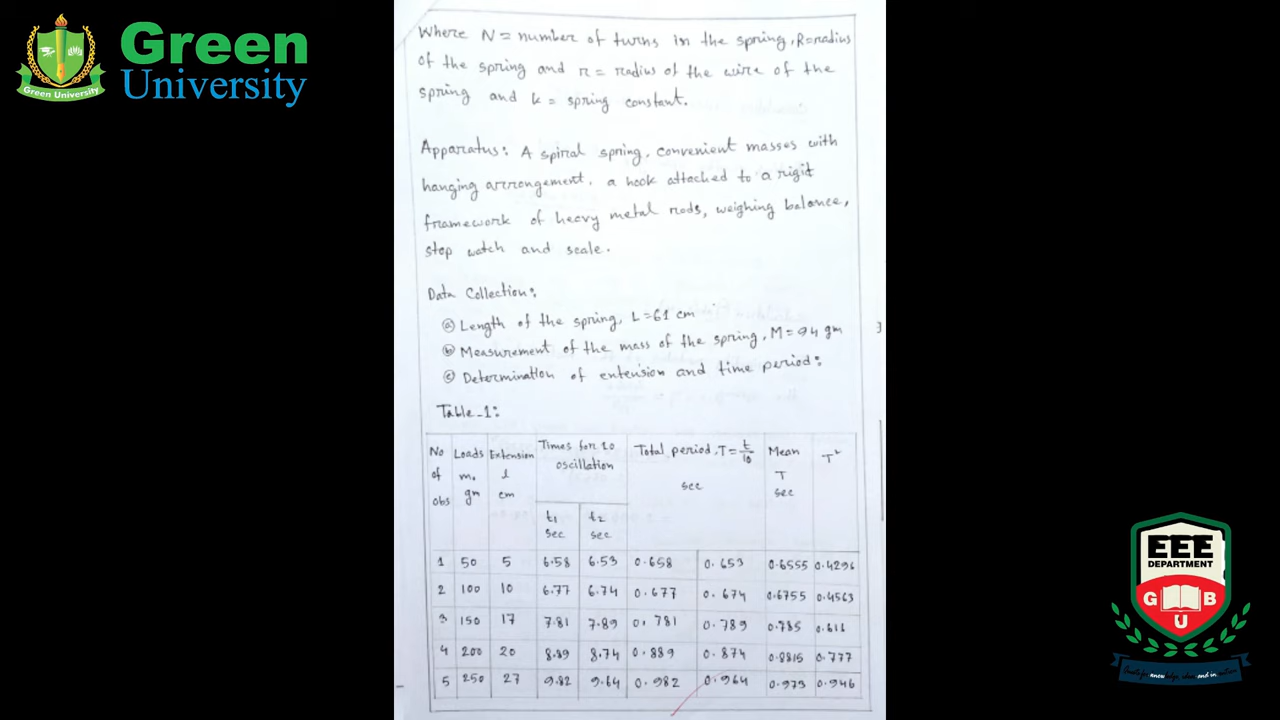 Green University
Green
University
Where N = number of turns in the spring, R = radius
of the spring and r = radius of the wire of the
spring and k = spring constant.
Apparatus: A spiral spring, convenient masses with
hanging arrongement. a hook attached to a rigit
framework of heavy metal rods, weighing balance,
stop watch and scale.
Data Collection:
(a) Length of the spring, L = 61 cm
(b) Measurement of the mass of the spring, M = 94 gm
(c) Determination of extension and time period:
Table-1:
No of obs | Loads m₀ gm | Extension l cm | Times for 10 oscillation | Total period, T = t/10 sec | Mean T sec | T²
t₁ sec | t₂ sec
1 | 50 | 5 | 6.58 | 6.53 | 0.658 | 0.653 | 0.6555 | 0.4296
2 | 100 | 10 | 6.77 | 6.74 | 0.677 | 0.674 | 0.6755 | 0.4563
3 | 150 | 17 | 7.81 | 7.89 | 0.781 | 0.789 | 0.785 | 0.616
4 | 200 | 20 | 8.89 | 8.74 | 0.889 | 0.874 | 0.8815 | 0.777
5 | 250 | 27 | 9.82 | 9.64 | 0.982 | 0.964 | 0.973 | 0.946
EEE
DEPARTMENT
G B
U